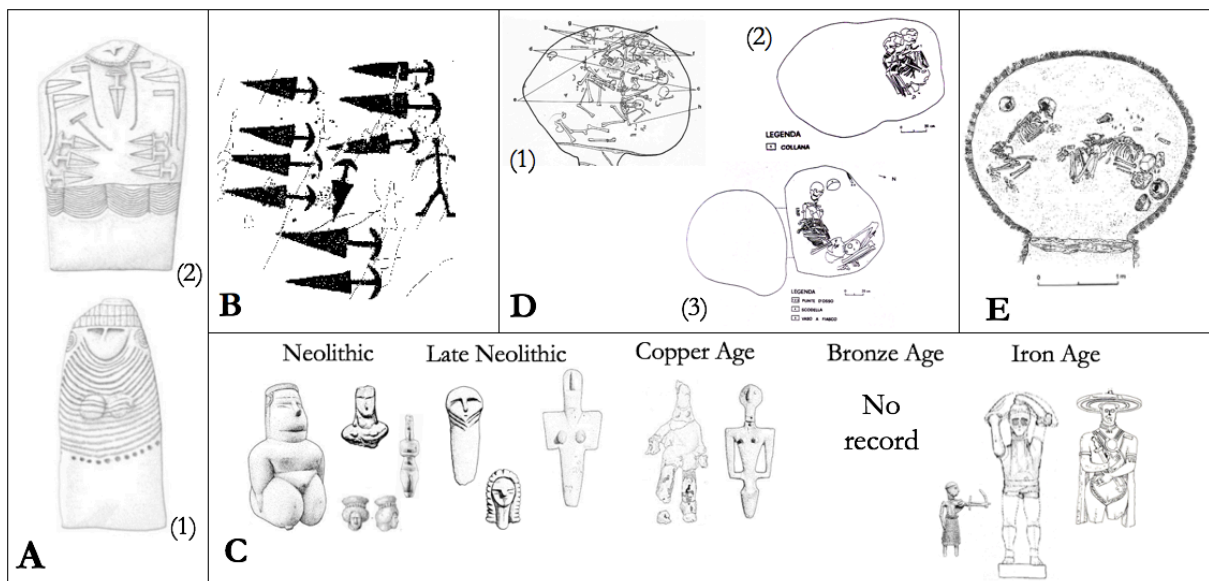 (2)
(1)
A
B
g
(1)
(2)
LEGENDA
COLLANA
N
(3)
LEGENDA
PUNTE D'OSSO
SCODELLA
VASO A FIASCO
D
1 m
E
Neolithic
Late Neolithic
Copper Age
Bronze Age
Iron Age
No
record
C